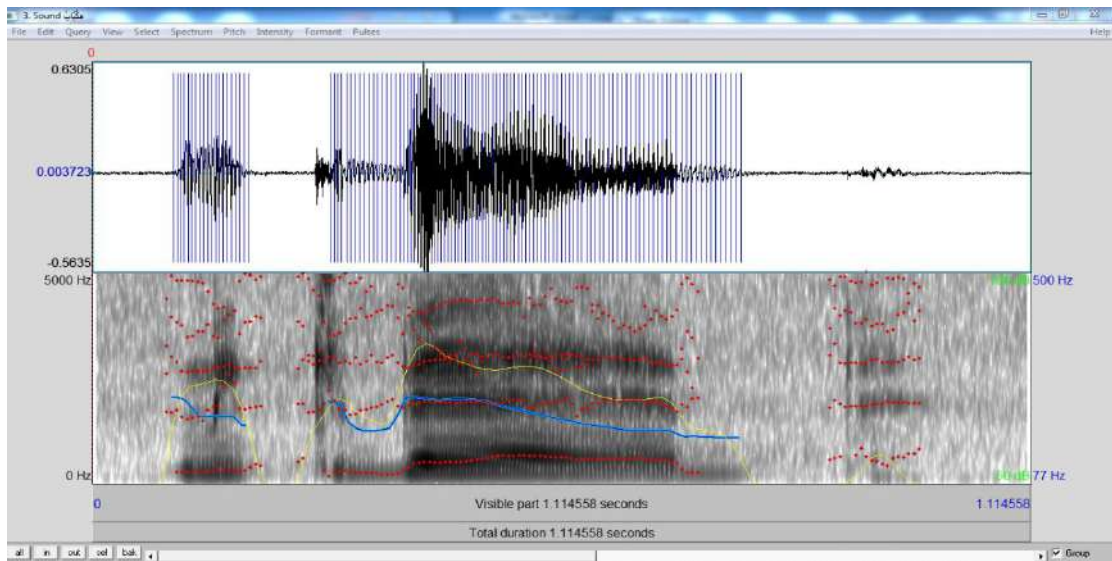 3. Sound
File Edit Query View Select Spectrum Pitch Intensity Formant Pulses Help
0
0.6305
0.003723
-0.5635
5000 Hz
500 Hz
0 Hz
77 Hz
0 Visible part 1.114558 seconds 1.114558
Total duration 1.114558 seconds
all in out sel bak Group